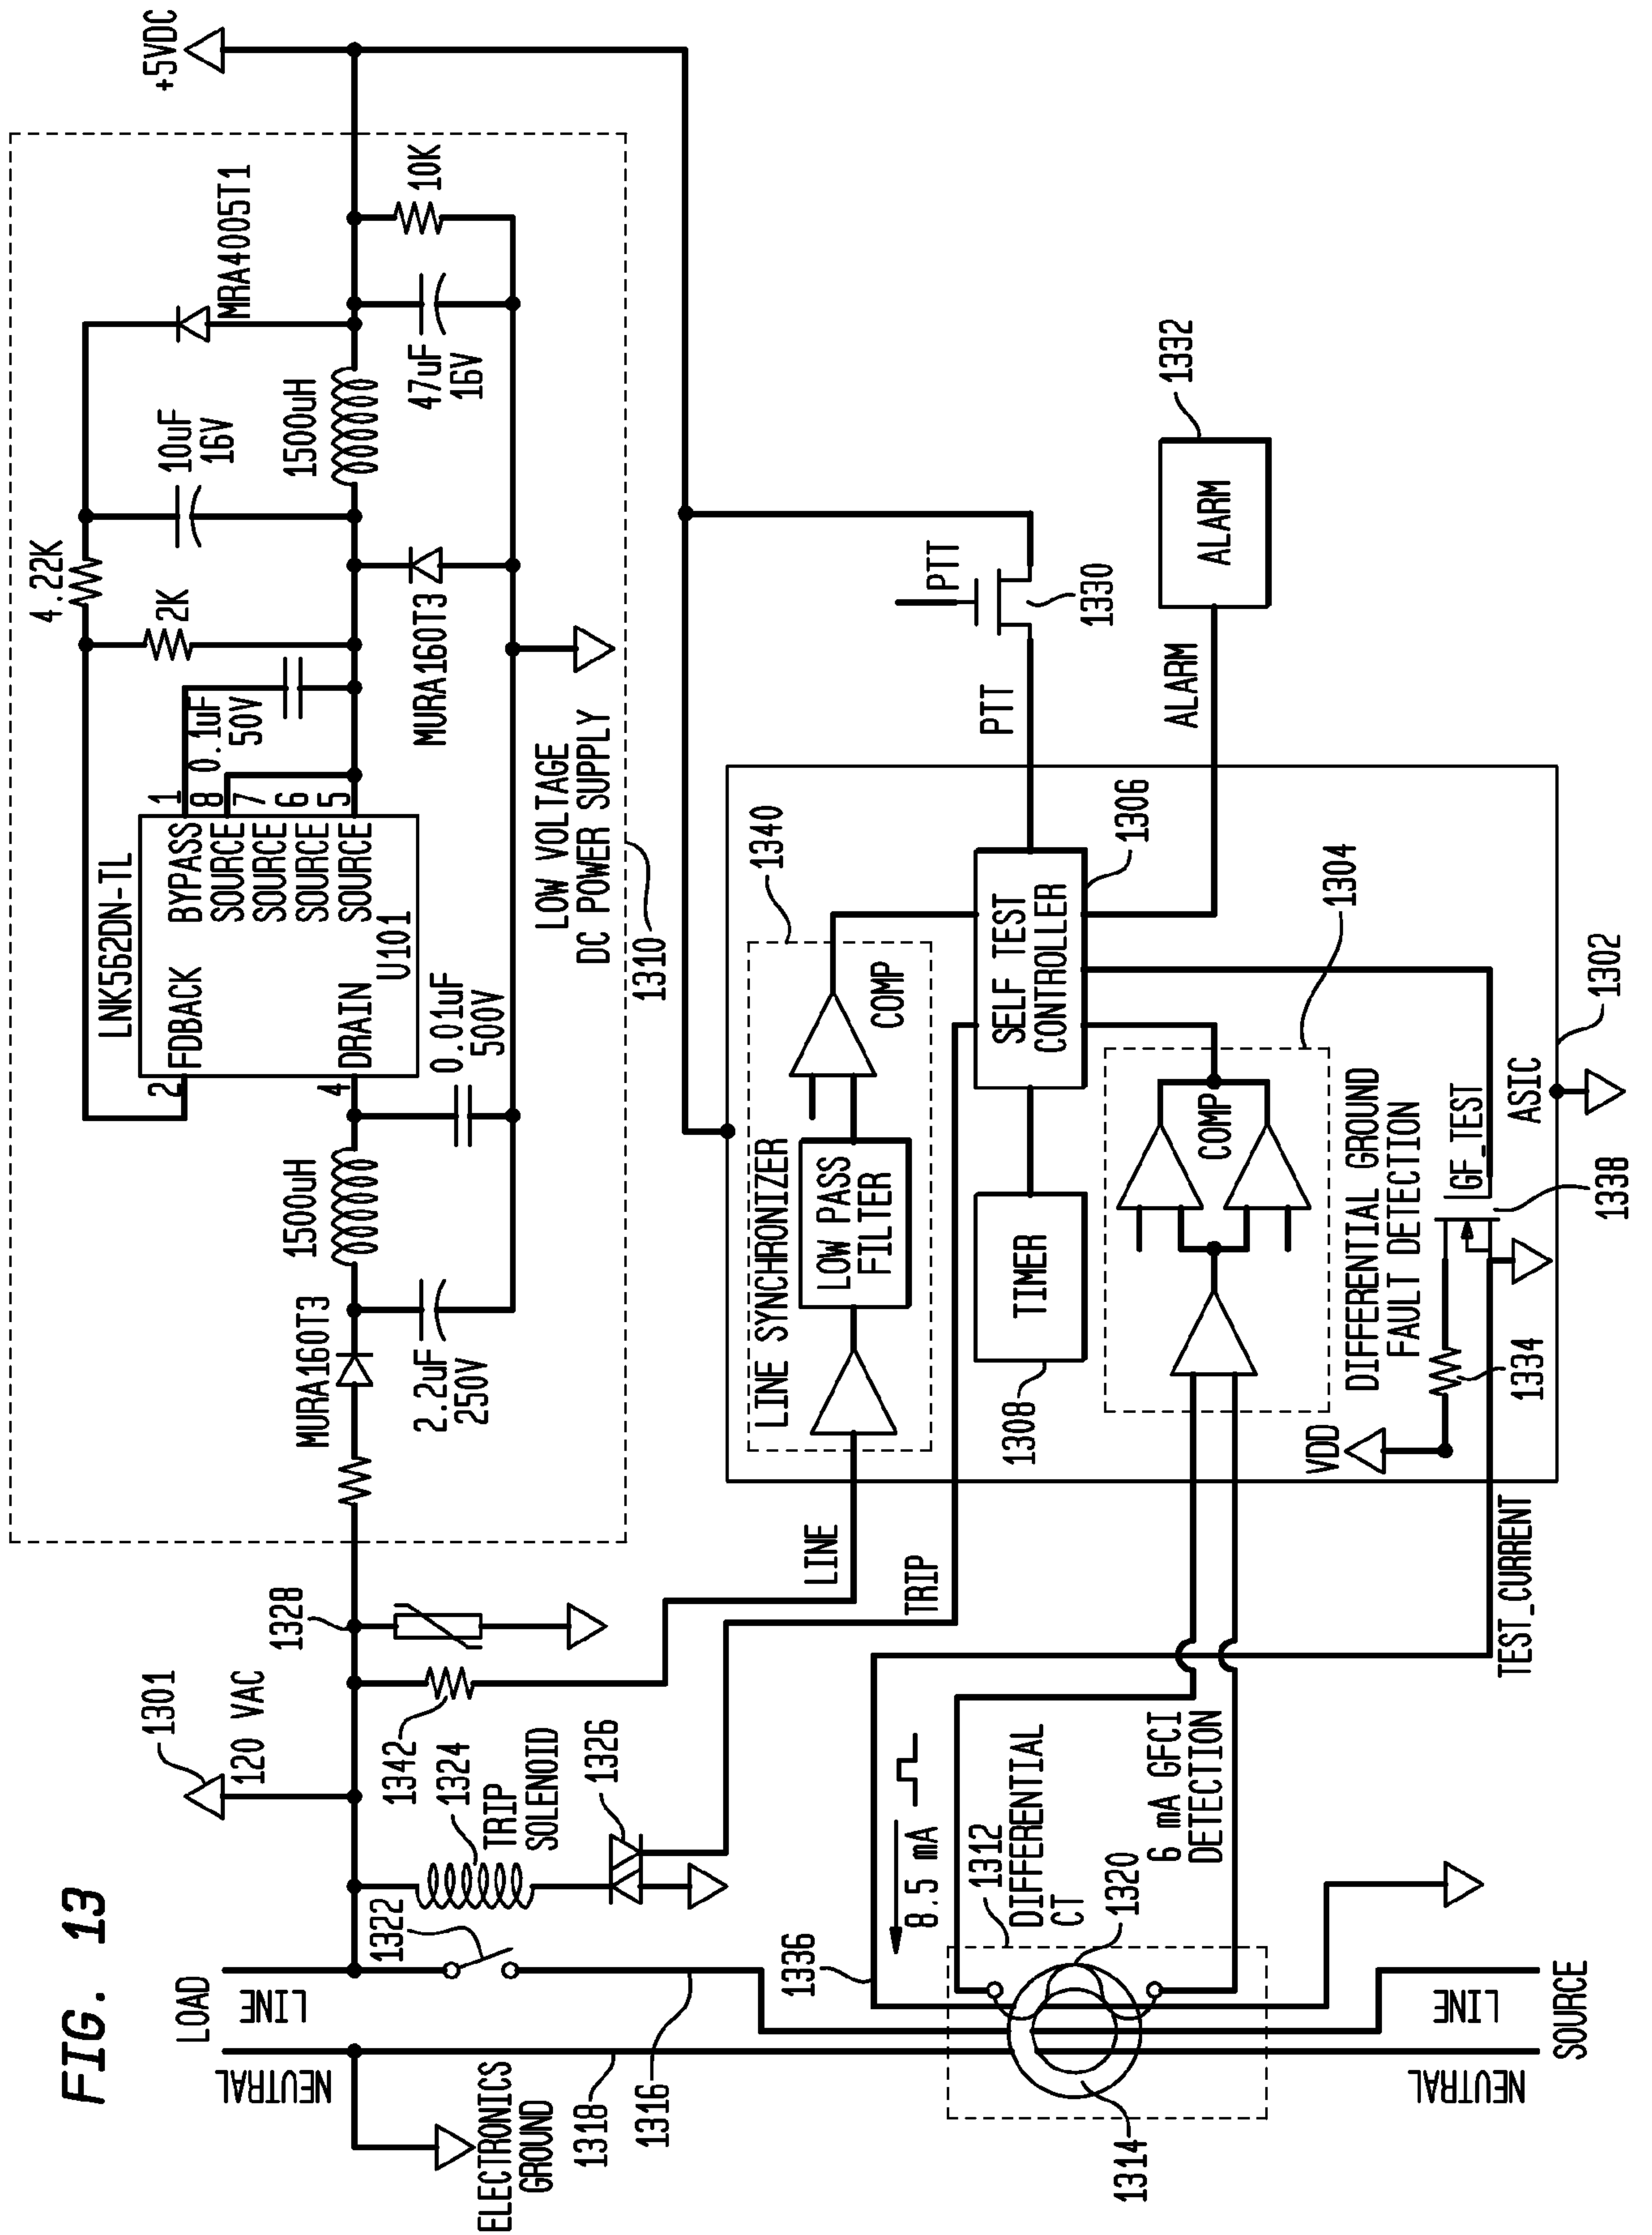 FIG. 13
LOAD
NEUTRAL
LINE
ELECTRONICS
GROUND
1318
1316
1322
1301
120 VAC
1328
1342
1324
TRIP
SOLENOID
1326
LINE
TRIP
1336
8.5 mA
1312
DIFFERENTIAL
CT
1320
6 mA GFCI
DETECTION
1314
TEST_CURRENT
NEUTRAL
LINE
SOURCE
MURA160T3
2.2uF
250V
1500uH
LNK562DN-TL
2
FDBACK
4
DRAIN
U101
BYPASS
SOURCE
SOURCE
SOURCE
SOURCE
1
8
7
6
5
0.01uF
500V
0.1uF
50V
4.22K
2K
10uF
16V
MURA160T3
1500uH
MRA4005T1
47uF
16V
10K
+5VDC
LOW VOLTAGE
DC POWER SUPPLY
1310
LINE SYNCHRONIZER
LOW PASS
FILTER
COMP
1340
SELF TEST
CONTROLLER
1306
TIMER
1308
COMP
1304
DIFFERENTIAL GROUND
FAULT DETECTION
VDD
1334
GF_TEST
1338
ASIC
1302
PTT
PTT
1330
ALARM
ALARM
1332